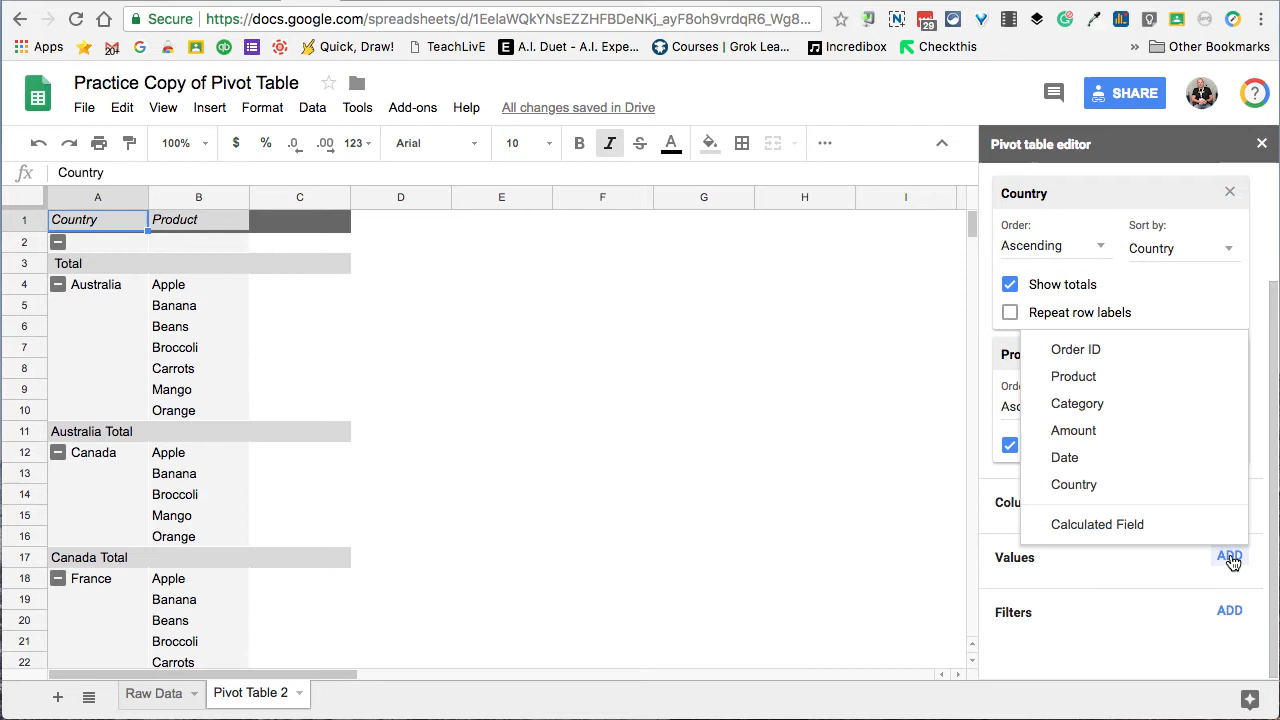 Secure https://docs.google.com/spreadsheets/d/1EelaWQkYNsEZZHFBDeNKj_ayF8oh9vrdqR6_Wg8...
29
Apps Quick, Draw! TeachLivE A.I. Duet - A.I. Expe... Courses: Grok Lea... Incredibox Checkthis » Other Bookmarks
Practice Copy of Pivot Table
SHARE
File Edit View Insert Format Data Tools Add-ons Help All changes saved in Drive
100% $ % .0 .00 123 Arial 10 B I S A
Pivot table editor
fx Country
A B C D E F G H I
1 Country Product
2
3 Total
4 Australia Apple
5 Banana
6 Beans
7 Broccoli
8 Carrots
9 Mango
10 Orange
11 Australia Total
12 Canada Apple
13 Banana
14 Broccoli
15 Mango
16 Orange
17 Canada Total
18 France Apple
19 Banana
20 Beans
21 Broccoli
22 Carrots
Country
Order: Sort by:
Ascending Country
Show totals
Repeat row labels
Pro
Ord
Asc
Order ID
Product
Category
Amount
Date
Country
Calculated Field
Colu
Values ADD
Filters ADD
Raw Data Pivot Table 2